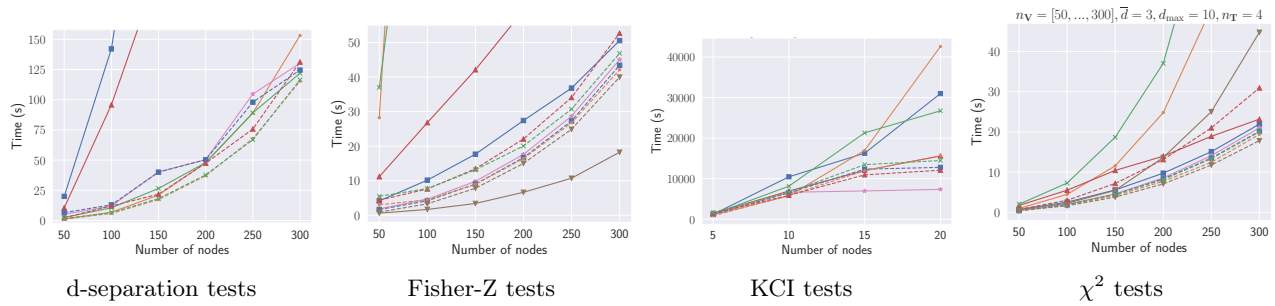 n_V = [50, ..., 300], d̅ = 3, d_max = 10, n_T = 4
Time (s)
150
125
100
75
50
25
0
50 100 150 200 250 300
Number of nodes
d-separation tests
Time (s)
50
40
30
20
10
0
50 100 150 200 250 300
Number of nodes
Fisher-Z tests
Time (s)
40000
30000
20000
10000
0
5 10 15 20
Number of nodes
KCI tests
Time (s)
40
30
20
10
0
50 100 150 200 250 300
Number of nodes
χ² tests